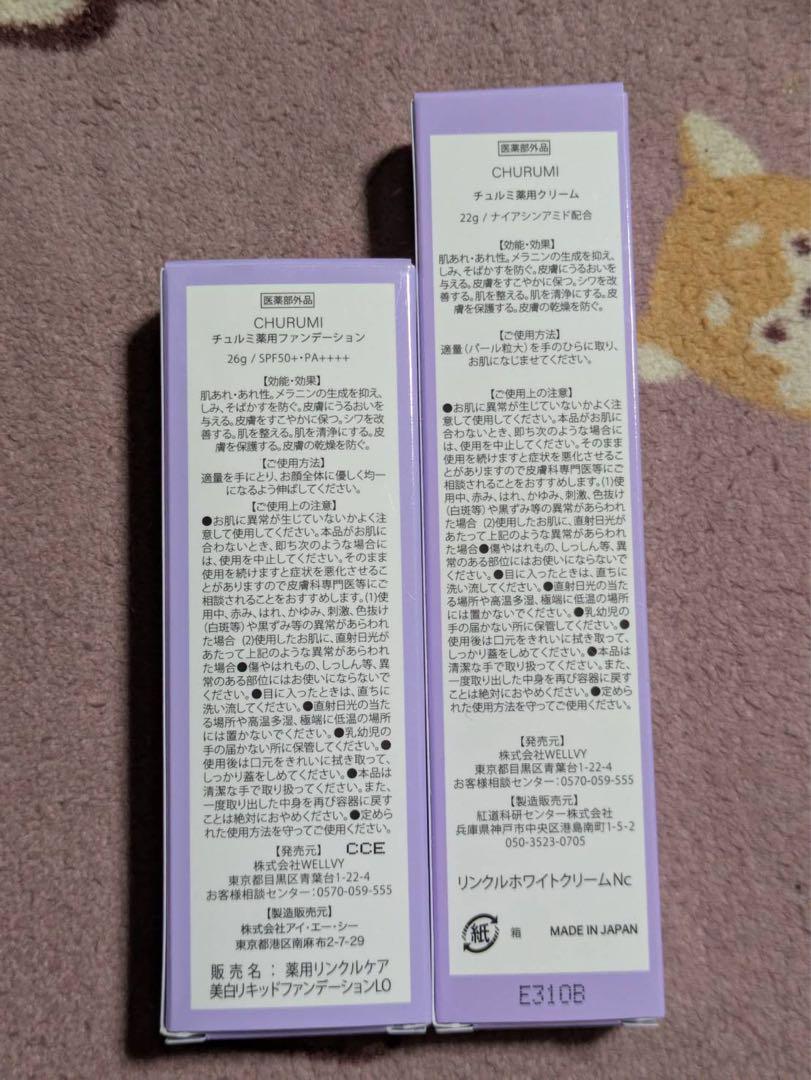 医薬部外品
CHURUMI
チュルミ薬用ファンデーション
26g / SPF50+・PA++++
【効能・効果】
肌あれ・あれ性。メラニンの生成を抑え、
しみ、そばかすを防ぐ。皮膚にうるおいを
与える。皮膚をすこやかに保つ。シワを改
善する。肌を整える。肌を清浄にする。皮
膚を保護する。皮膚の乾燥を防ぐ。
【ご使用方法】
適量を手にとり、お顔全体に優しく均一
になるよう伸ばしてください。
【ご使用上の注意】
●お肌に異常が生じていないかよく注
意して使用してください。本品がお肌に
合わないとき、即ち次のような場合に
は、使用を中止してください。そのまま
使用を続けますと症状を悪化させるこ
とがありますので皮膚科専門医等にご
相談されることをおすすめします。(1)使
用中、赤み、はれ、かゆみ、刺激、色抜け
(白斑等)や黒ずみ等の異常があらわれ
た場合 (2)使用したお肌に、直射日光が
あたって上記のような異常があらわれ
た場合●傷やはれもの、しっしん等、異
常のある部位にはお使いにならないで
ください。●目に入ったときは、直ちに
洗い流してください。●直射日光の当た
る場所や高温多湿、極端に低温の場所
には置かないでください。●乳幼児の
手の届かない所に保管してください。●
使用後は口元をきれいに拭き取って、
しっかり蓋をしめてください。●本品は
清潔な手で取り扱ってください。また、
一度取り出した中身を再び容器に戻す
ことは絶対におやめください。●定めら
れた使用方法を守ってご使用ください。
【発売元】 CCE
株式会社WELLVY
東京都目黒区青葉台1-22-4
お客様相談センター:0570-059-555
【製造販売元】
株式会社アイ・エー・シー
東京都港区南麻布2-7-29
販売名：薬用リンクルケア
美白リキッドファンデーションLO
医薬部外品
CHURUMI
チュルミ薬用クリーム
22g / ナイアシンアミド配合
【効能・効果】
肌あれ・あれ性。メラニンの生成を抑え、
しみ、そばかすを防ぐ。皮膚にうるおいを
与える。皮膚をすこやかに保つ。シワを改
善する。肌を整える。肌を清浄にする。皮
膚を保護する。皮膚の乾燥を防ぐ。
【ご使用方法】
適量(パール粒大)を手のひらに取り、
お肌になじませてください。
【ご使用上の注意】
●お肌に異常が生じていないかよく注
意して使用してください。本品がお肌に
合わないとき、即ち次のような場合に
は、使用を中止してください。そのまま
使用を続けますと症状を悪化させるこ
とがありますので皮膚科専門医等にご
相談されることをおすすめします。(1)使
用中、赤み、はれ、かゆみ、刺激、色抜け
(白斑等)や黒ずみ等の異常があらわれ
た場合 (2)使用したお肌に、直射日光が
あたって上記のような異常があらわれ
た場合●傷やはれもの、しっしん等、異
常のある部位にはお使いにならないで
ください。●目に入ったときは、直ちに
洗い流してください。●直射日光の当た
る場所や高温多湿、極端に低温の場所
には置かないでください。●乳幼児の
手の届かない所に保管してください。●
使用後は口元をきれいに拭き取って、
しっかり蓋をしめてください。●本品は
清潔な手で取り扱ってください。また、
一度取り出した中身を再び容器に戻す
ことは絶対におやめください。●定めら
れた使用方法を守ってご使用ください。
【発売元】
株式会社WELLVY
東京都目黒区青葉台1-22-4
お客様相談センター:0570-059-555
【製造販売元】
紅道科研センター株式会社
兵庫県神戸市中央区港島南町1-5-2
050-3523-0705
リンクルホワイトクリームNc
紙 箱 MADE IN JAPAN
E310B